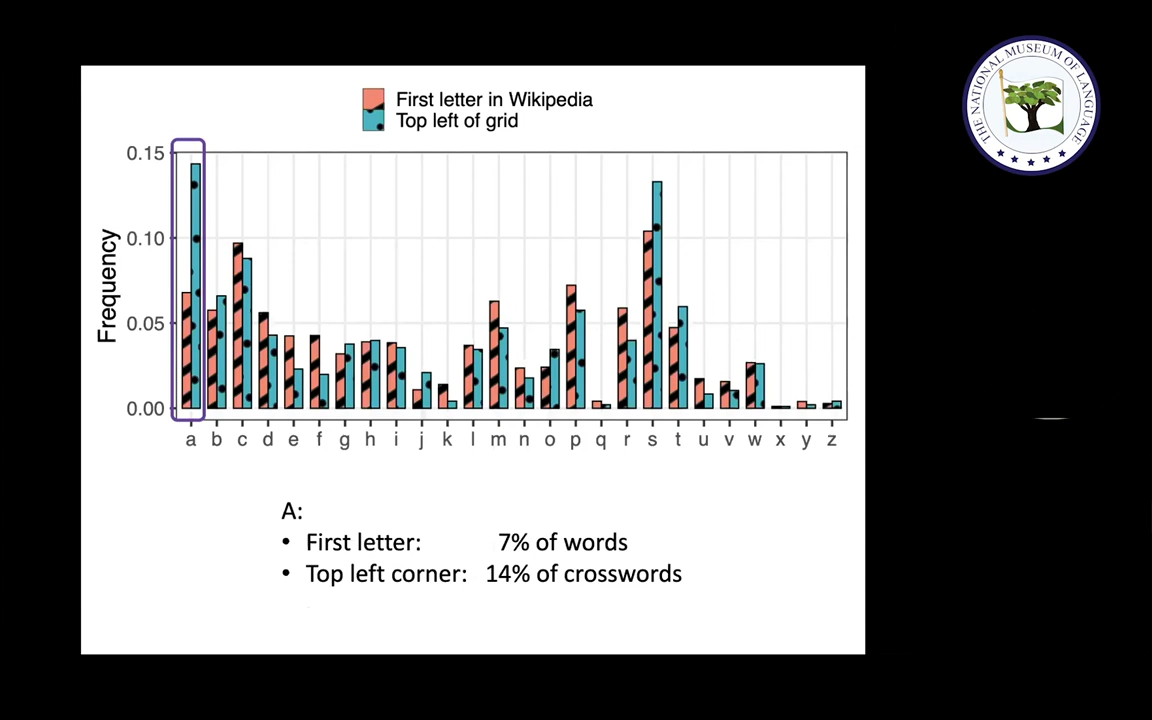 First letter in Wikipedia
Top left of grid
THE NATIONAL MUSEUM OF LANGUAGE
0.15
0.10
0.05
0.00
Frequency
a b c d e f g h i j k l m n o p q r s t u v w x y z
A:
• First letter: 7% of words
• Top left corner: 14% of crosswords